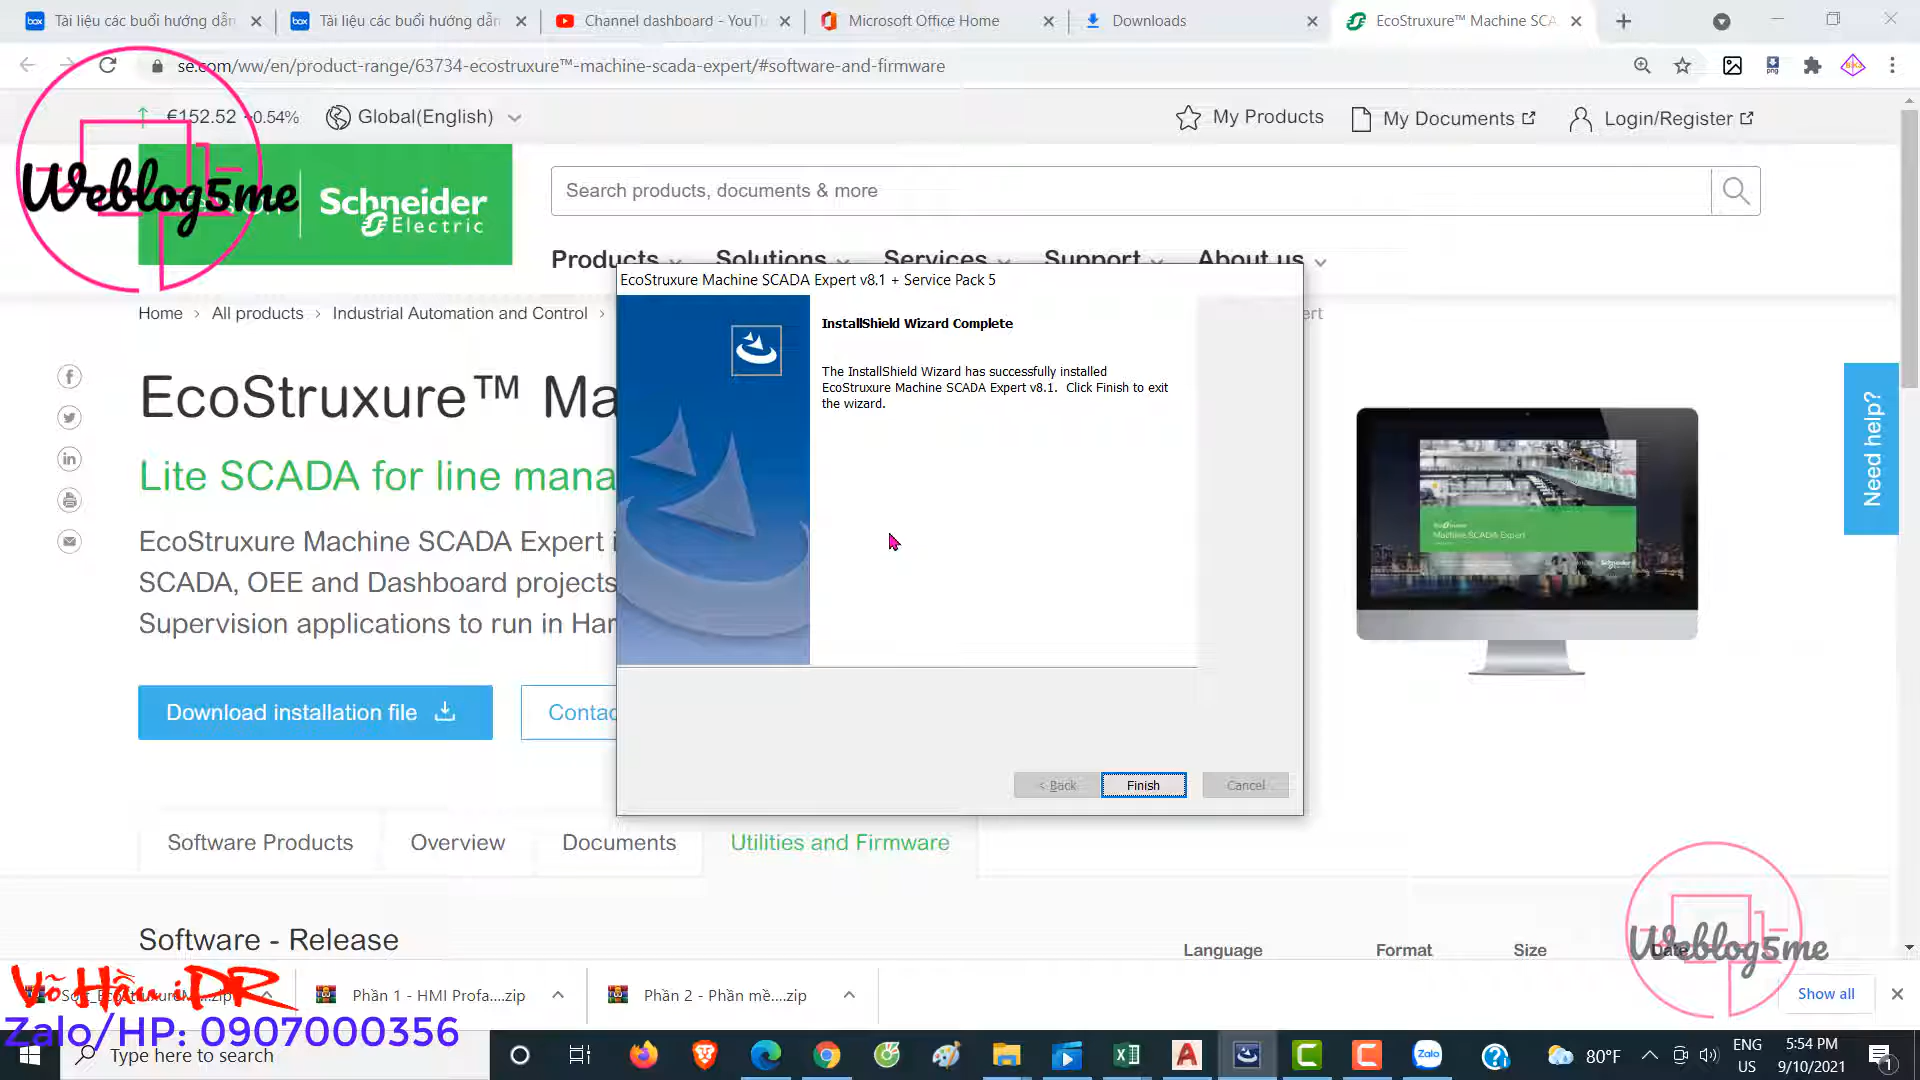 Tài liệu các buổi hướng dẫn
Tài liệu các buổi hướng dẫn
Channel dashboard - YouTu
Microsoft Office Home
Downloads
EcoStruxure™ Machine SCA
se.com/ww/en/product-range/63734-ecostruxure™-machine-scada-expert/#software-and-firmware
€152.52 -0.54%
Global(English)
My Products
My Documents
Login/Register
Weblog5me
Schneider
Electric
Search products, documents & more
Products
Solutions
Services
Support
About us
EcoStruxure Machine SCADA Expert v8.1 + Service Pack 5
Home
All products
Industrial Automation and Control
InstallShield Wizard Complete
The InstallShield Wizard has successfully installed
EcoStruxure Machine SCADA Expert v8.1. Click Finish to exit
the wizard.
EcoStruxure™ Ma
Lite SCADA for line mana
EcoStruxure Machine SCADA Expert i
SCADA, OEE and Dashboard projects
Supervision applications to run in Har
Need help?
Machine SCADA Expert
Download installation file
Contac
< Back
Finish
Cancel
Software Products
Overview
Documents
Utilities and Firmware
Software - Release
Language
Format
Size
Date
Weblog5me
Võ Hầu iDR
Phần 1 - HMI Profa....zip
Phần 2 - Phần mề....zip
Show all
Zalo/HP: 0907000356
Type here to search
Zalo
80°F
ENG
US
5:54 PM
9/10/2021
1